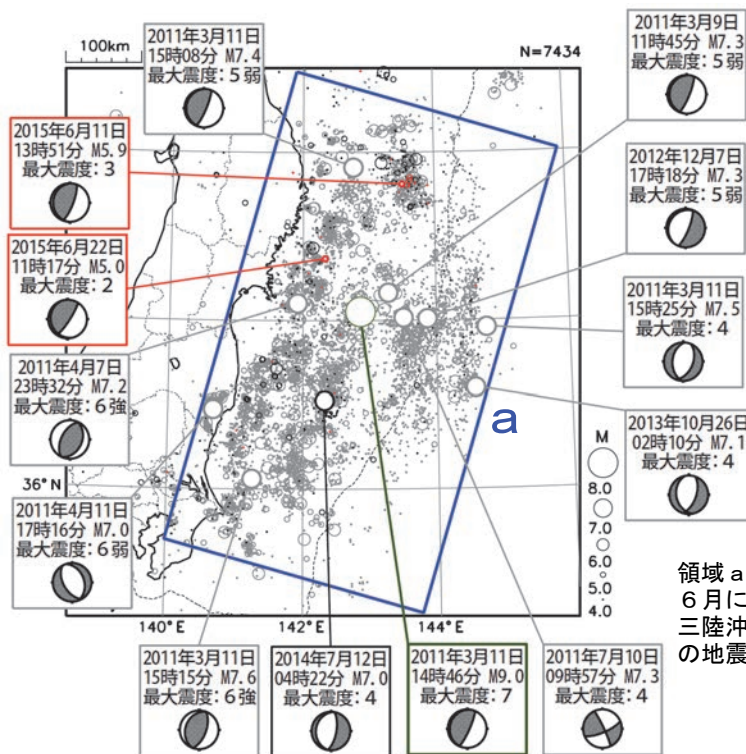 100km
N=7434
2011年3月11日
15時08分 M7.4
最大震度：5弱
2011年3月9日
11時45分 M7.3
最大震度：5弱
2015年6月11日
13時51分 M5.9
最大震度：3
2012年12月7日
17時18分 M7.3
最大震度：5弱
2015年6月22日
11時17分 M5.0
最大震度：2
2011年3月11日
15時25分 M7.5
最大震度：4
2011年4月7日
23時32分 M7.2
最大震度：6強
2013年10月26日
02時10分 M7.1
最大震度：4
a
M
8.0
7.0
6.0
5.0
4.0
36°N
2011年4月11日
17時16分 M7.0
最大震度：6弱
140°E
142°E
144°E
領域a
６月に
三陸沖
の地震
2011年3月11日
15時15分 M7.6
最大震度：6強
2014年7月12日
04時22分 M7.0
最大震度：4
2011年3月11日
14時46分 M9.0
最大震度：7
2011年7月10日
09時57分 M7.3
最大震度：4